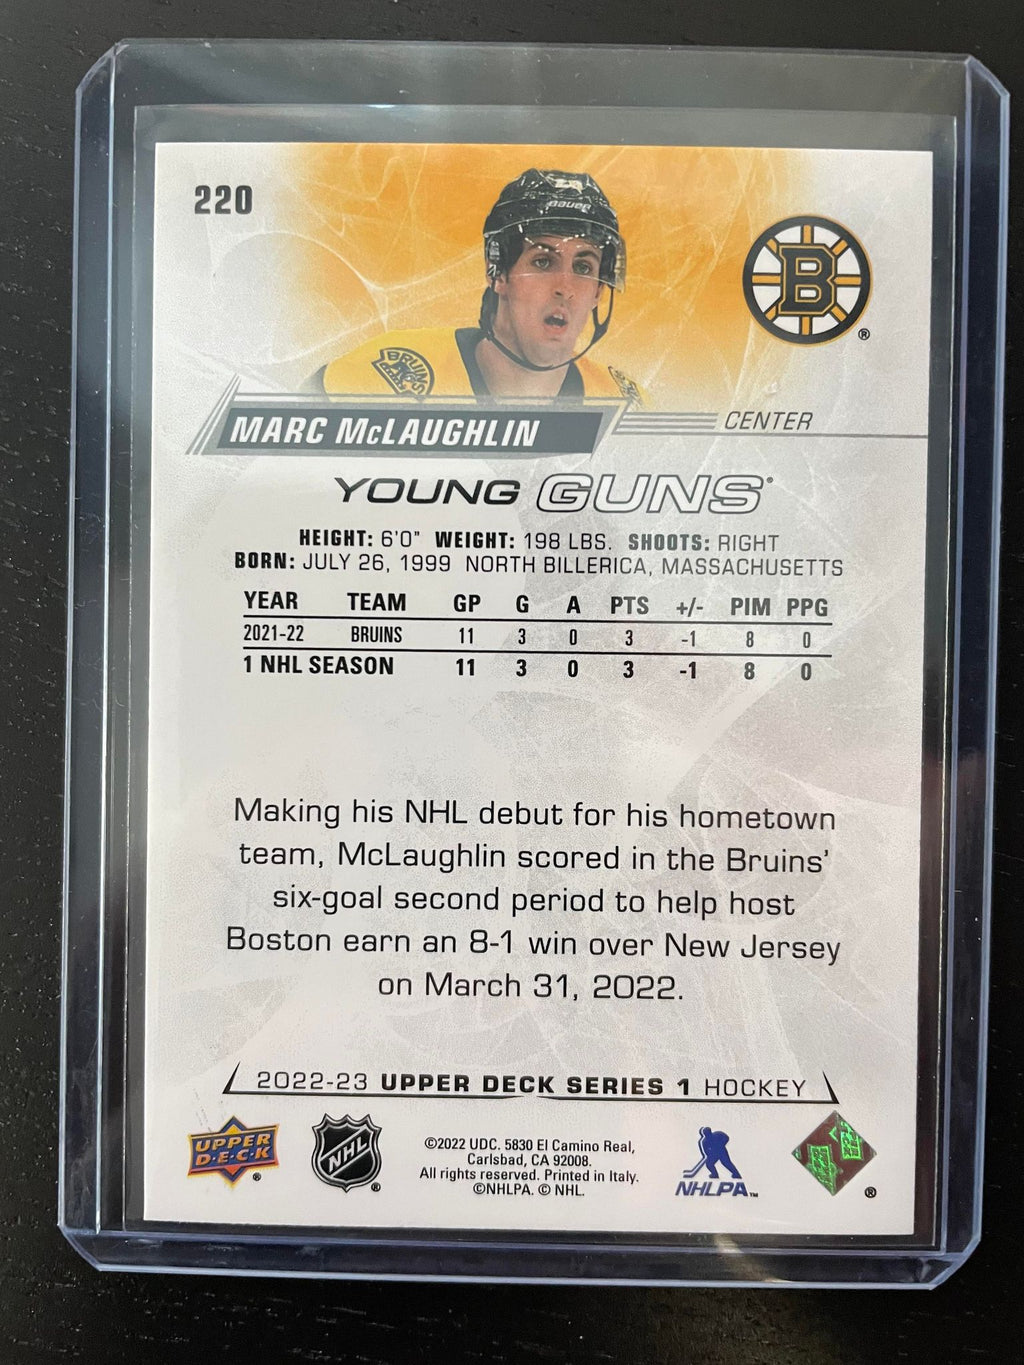 220
Bauer
BRUINS
B
®
MARC McLAUGHLIN
CENTER
YOUNG GUNS
HEIGHT: 6'0" WEIGHT: 198 LBS. SHOOTS: RIGHT
BORN: JULY 26, 1999 NORTH BILLERICA, MASSACHUSETTS
YEAR TEAM GP G A PTS +/- PIM PPG
2021-22 BRUINS 11 3 0 3 -1 8 0
1 NHL SEASON 11 3 0 3 -1 8 0
Making his NHL debut for his hometown
team, McLaughlin scored in the Bruins'
six-goal second period to help host
Boston earn an 8-1 win over New Jersey
on March 31, 2022.
2022-23 UPPER DECK SERIES 1 HOCKEY
UPPER
D·E·C·K
®
NHL
®
©2022 UDC. 5830 El Camino Real,
Carlsbad, CA 92008.
All rights reserved. Printed in Italy.
©NHLPA. © NHL.
NHLPA™
®